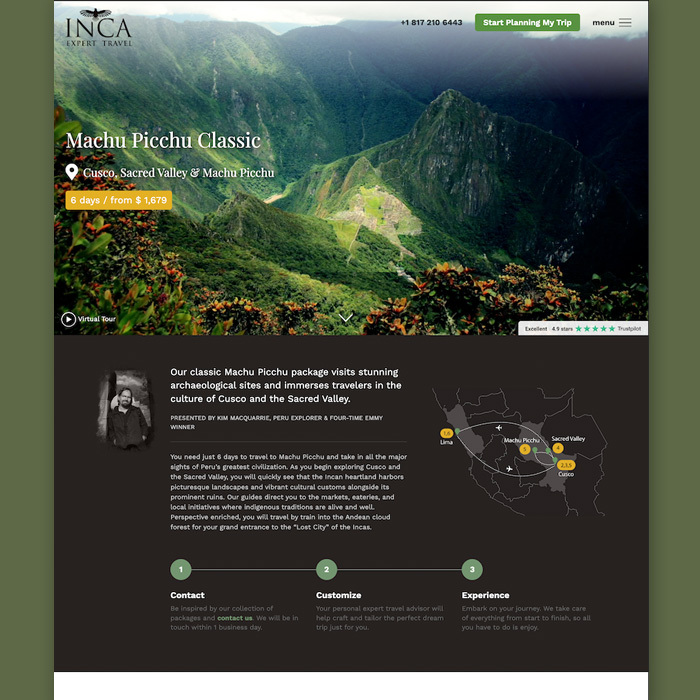 INCA
EXPERT TRAVEL
+1 817 210 6443
Start Planning My Trip
menu
Machu Picchu Classic
Cusco, Sacred Valley & Machu Picchu
6 days / from $ 1,679
Virtual Tour
Excellent 4.9 stars Trustpilot
Our classic Machu Picchu package visits stunning
archaeological sites and immerses travelers in the
culture of Cusco and the Sacred Valley.
PRESENTED BY KIM MACQUARRIE, PERU EXPLORER & FOUR-TIME EMMY
WINNER
You need just 6 days to travel to Machu Picchu and take in all the major
sights of Peru's greatest civilization. As you begin exploring Cusco and
the Sacred Valley, you will quickly see that the Incan heartland harbors
picturesque landscapes and vibrant cultural customs alongside its
prominent ruins. Our guides direct you to the markets, eateries, and
local initiatives where indigenous traditions are alive and well.
Perspective enriched, you will travel by train into the Andean cloud
forest for your grand entrance to the "Lost City" of the Incas.
Lima
Machu Picchu
5
Sacred Valley
4
2,3,5
Cusco
1
2
3
Contact
Be inspired by our collection of
packages and contact us. We will be in
touch within 1 business day.
Customize
Your personal expert travel advisor will
help craft and tailor the perfect dream
trip just for you.
Experience
Embark on your journey. We take care
of everything from start to finish, so all
you have to do is enjoy.